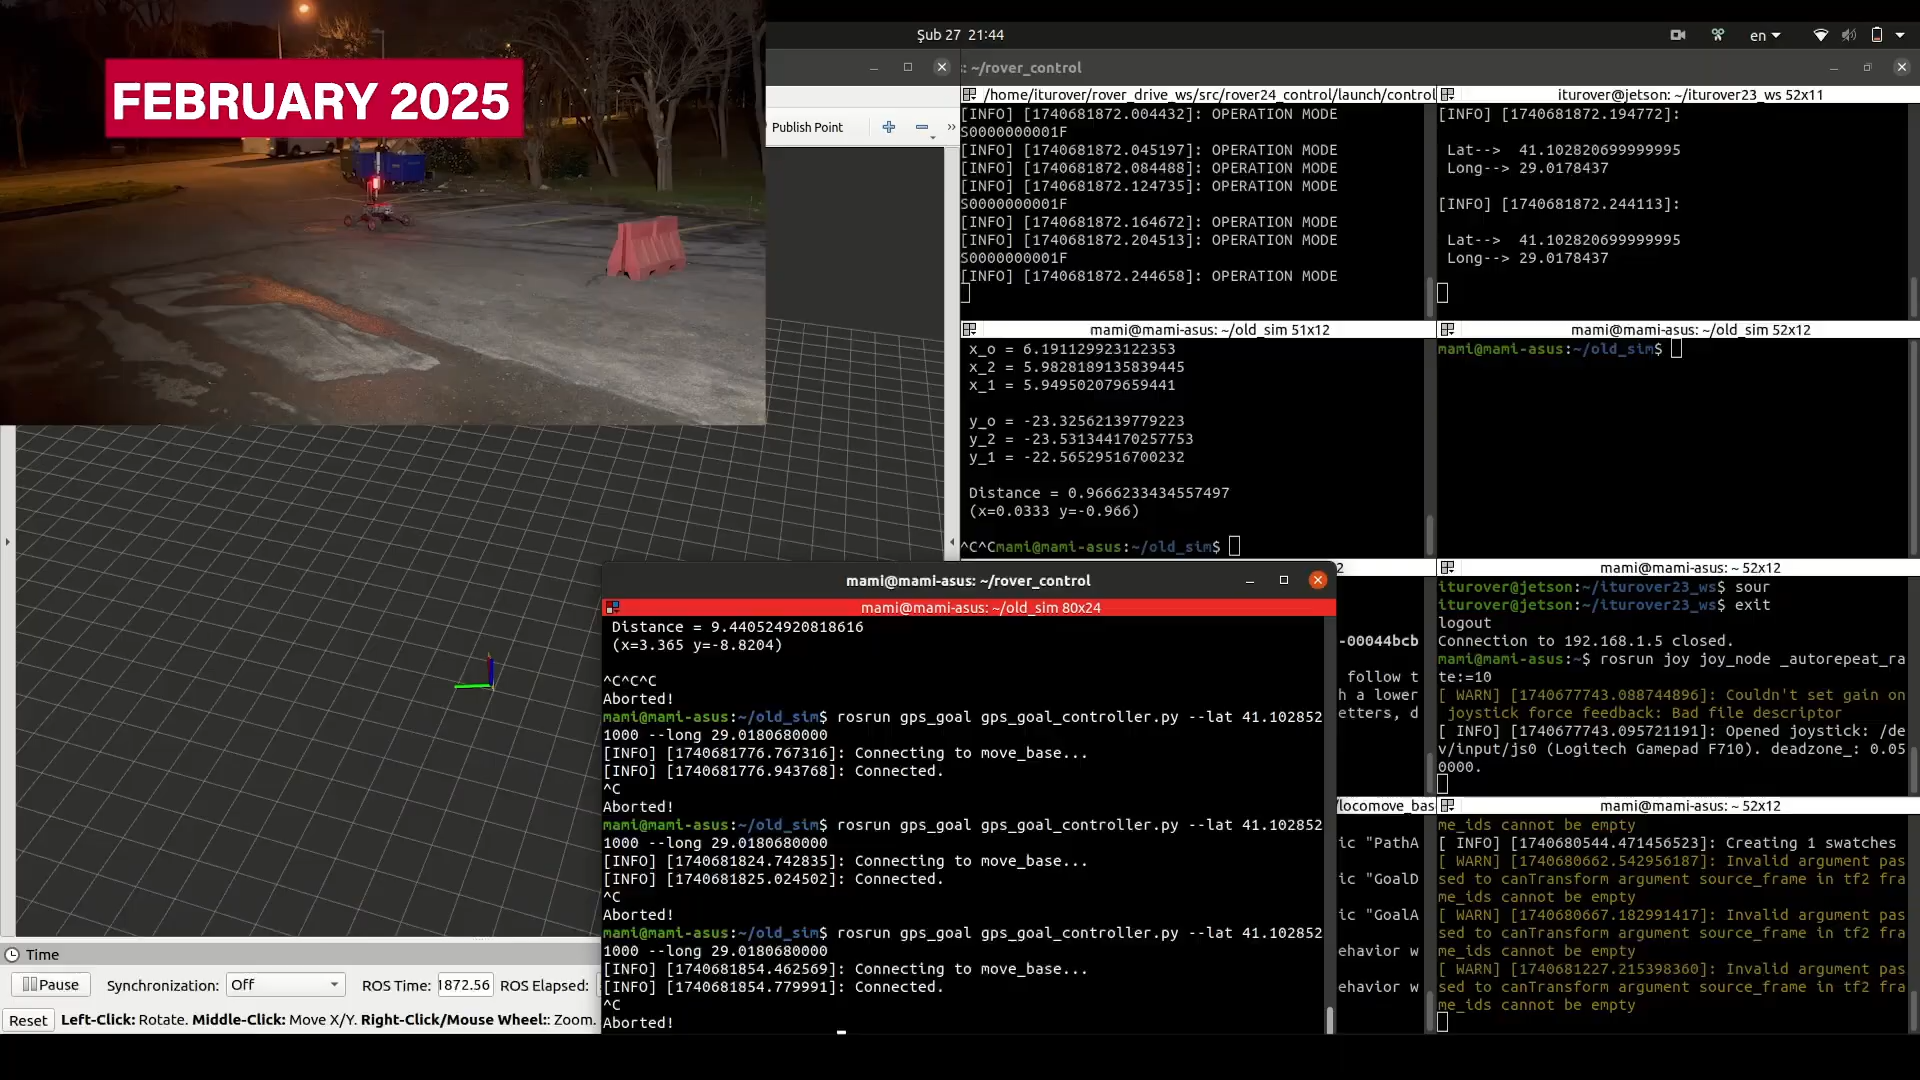 FEBRUARY 2025
Şub 27 21:44
en
: ~/rover_control
Publish Point
/home/iturover/rover_drive_ws/src/rover24_control/launch/control
[INFO] [1740681872.004432]: OPERATION MODE
S0000000001F
[INFO] [1740681872.045197]: OPERATION MODE
[INFO] [1740681872.084488]: OPERATION MODE
[INFO] [1740681872.124735]: OPERATION MODE
S0000000001F
[INFO] [1740681872.164672]: OPERATION MODE
[INFO] [1740681872.204513]: OPERATION MODE
S0000000001F
[INFO] [1740681872.244658]: OPERATION MODE
iturover@jetson: ~/iturover23_ws 52x11
[INFO] [1740681872.194772]:
Lat--> 41.102820699999995
Long--> 29.0178437
[INFO] [1740681872.244113]:
Lat--> 41.102820699999995
Long--> 29.0178437
mami@mami-asus: ~/old_sim 51x12
x_o = 6.191129923122353
x_2 = 5.9828189135839445
x_1 = 5.949502079659441
y_o = -23.32562139779223
y_2 = -23.531344170257753
y_1 = -22.56529516700232
Distance = 0.9666233434557497
(x=0.0333 y=-0.966)
^C^Cmami@mami-asus:~/old_sim$
mami@mami-asus: ~/old_sim 52x12
mami@mami-asus:~/old_sim$
mami@mami-asus: ~/rover_control
mami@mami-asus: ~/old_sim 80x24
Distance = 9.440524920818616
(x=3.365 y=-8.8204)
^C^C^C
Aborted!
mami@mami-asus:~/old_sim$ rosrun gps_goal gps_goal_controller.py --lat 41.102852
1000 --long 29.0180680000
[INFO] [1740681776.767316]: Connecting to move_base...
[INFO] [1740681776.943768]: Connected.
^C
Aborted!
mami@mami-asus:~/old_sim$ rosrun gps_goal gps_goal_controller.py --lat 41.102852
1000 --long 29.0180680000
[INFO] [1740681824.742835]: Connecting to move_base...
[INFO] [1740681825.024502]: Connected.
^C
Aborted!
mami@mami-asus:~/old_sim$ rosrun gps_goal gps_goal_controller.py --lat 41.102852
1000 --long 29.0180680000
[INFO] [1740681854.462569]: Connecting to move_base...
[INFO] [1740681854.779991]: Connected.
^C
Aborted!
2
-00044bcb
follow t
h a lower
etters, d
/locomove_bas
ic "PathA
ic "GoalD
ic "GoalA
ehavior w
ehavior w
mami@mami-asus: ~ 52x12
iturover@jetson:~/iturover23_ws$ sour
iturover@jetson:~/iturover23_ws$ exit
logout
Connection to 192.168.1.5 closed.
mami@mami-asus:~$ rosrun joy joy_node _autorepeat_ra
te:=10
[ WARN] [1740677743.088744896]: Couldn't set gain on
joystick force feedback: Bad file descriptor
[ INFO] [1740677743.095721191]: Opened joystick: /de
v/input/js0 (Logitech Gamepad F710). deadzone_: 0.05
0000.
mami@mami-asus: ~ 52x12
me_ids cannot be empty
[ INFO] [1740680544.471456523]: Creating 1 swatches
[ WARN] [1740680662.542956187]: Invalid argument pas
sed to canTransform argument source_frame in tf2 fra
me_ids cannot be empty
[ WARN] [1740680667.182991417]: Invalid argument pas
sed to canTransform argument source_frame in tf2 fra
me_ids cannot be empty
[ WARN] [1740681227.215398360]: Invalid argument pas
sed to canTransform argument source_frame in tf2 fra
me_ids cannot be empty
Time
Pause Synchronization: Off ROS Time: 1872.56 ROS Elapsed:
Reset Left-Click: Rotate. Middle-Click: Move X/Y. Right-Click/Mouse Wheel:: Zoom.